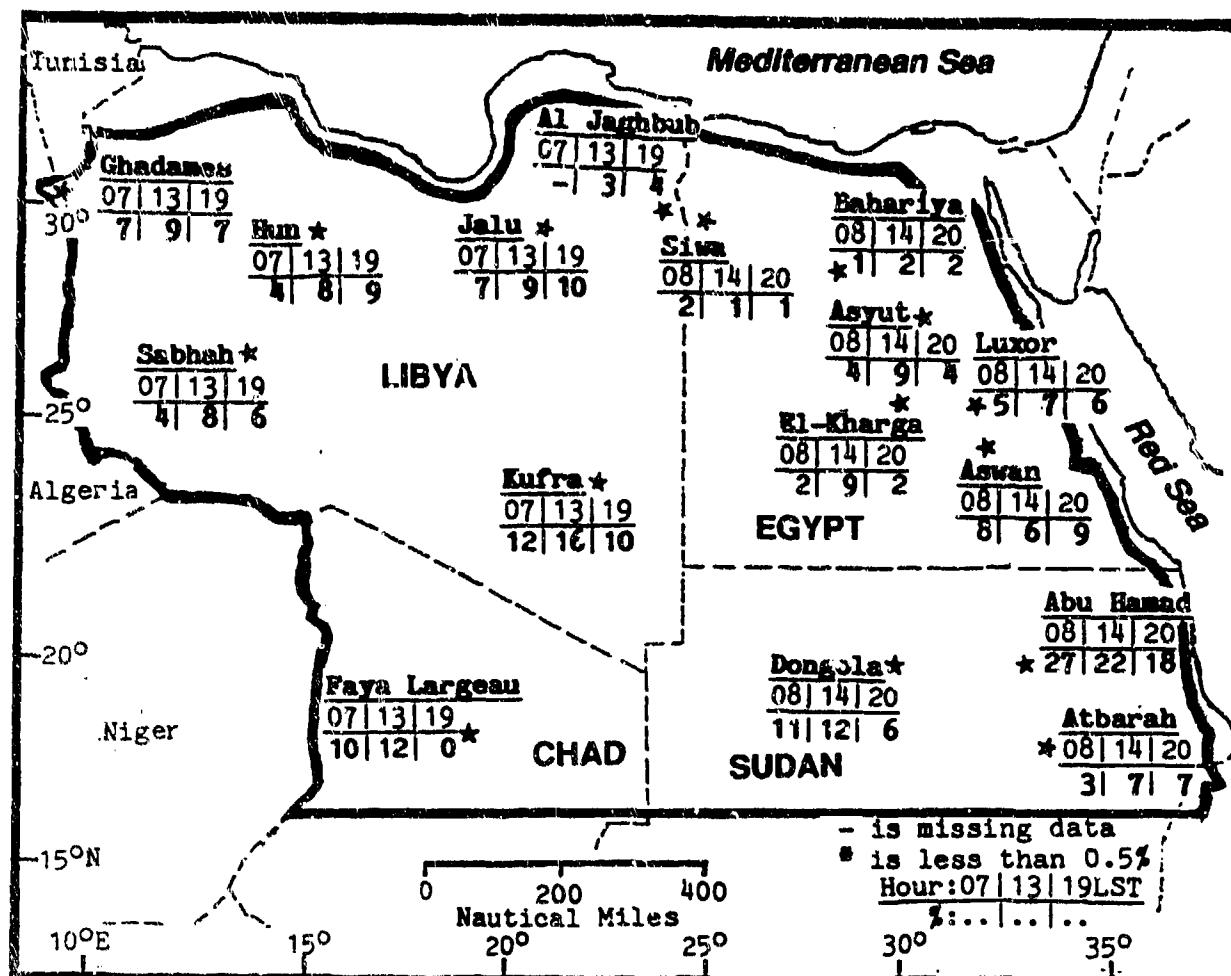 Mediterranean Sea
Tunisia
Al Jaghbub
07 | 13 | 19
- | 3 | 4
Ghadames
07 | 13 | 19
7 | 9 | 7
30°
Hun
07 | 13 | 19
4 | 8 | 9
Jalu
07 | 13 | 19
7 | 9 | 10
Siwa
08 | 14 | 20
2 | 1 | 1
Bahariya
08 | 14 | 20
1 | 2 | 2
Asyut
08 | 14 | 20
4 | 9 | 4
Luxor
08 | 14 | 20
5 | 7 | 6
Sabhah
07 | 13 | 19
4 | 8 | 6
LIBYA
25°
El-Kharga
08 | 14 | 20
2 | 9 | 2
Aswan
08 | 14 | 20
8 | 6 | 9
Red Sea
Algeria
Kufra
07 | 13 | 19
12 | | 10
EGYPT
Abu Hamad
08 | 14 | 20
27 | 22 | 18
20°
Dongola
08 | 14 | 20
11 | 12 | 6
Faya Largeau
07 | 13 | 19
10 | 12 | 0
Niger
CHAD
SUDAN
Atbarah
08 | 14 | 20
3 | 7 | 7
- is missing data
* is less than 0.5%
Hour: 07 | 13 | 19LST
%: .. | .. | ..
15°N
0 200 400
Nautical Miles
10°E 15° 20° 25° 30° 35°